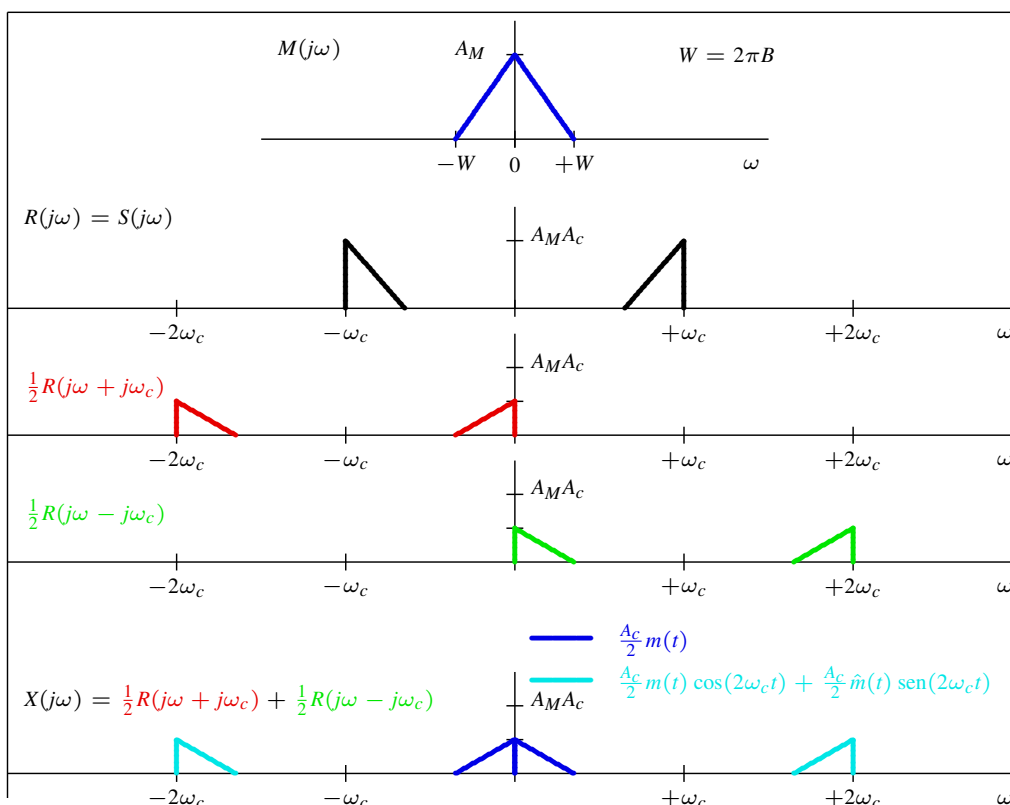 M(jω) A_M W = 2πB
−W 0 +W ω
R(jω) = S(jω) A_M A_c
−2ω_c −ω_c +ω_c +2ω_c ω
½R(jω + jω_c) A_M A_c
−2ω_c −ω_c +ω_c +2ω_c ω
½R(jω − jω_c) A_M A_c
−2ω_c −ω_c +ω_c +2ω_c ω
A_c/2 m(t)
A_c/2 m(t) cos(2ω_c t) + A_c/2 m̂(t) sen(2ω_c t)
X(jω) = ½R(jω + jω_c) + ½R(jω − jω_c) A_M A_c
−2ω_c −ω_c +ω_c +2ω_c